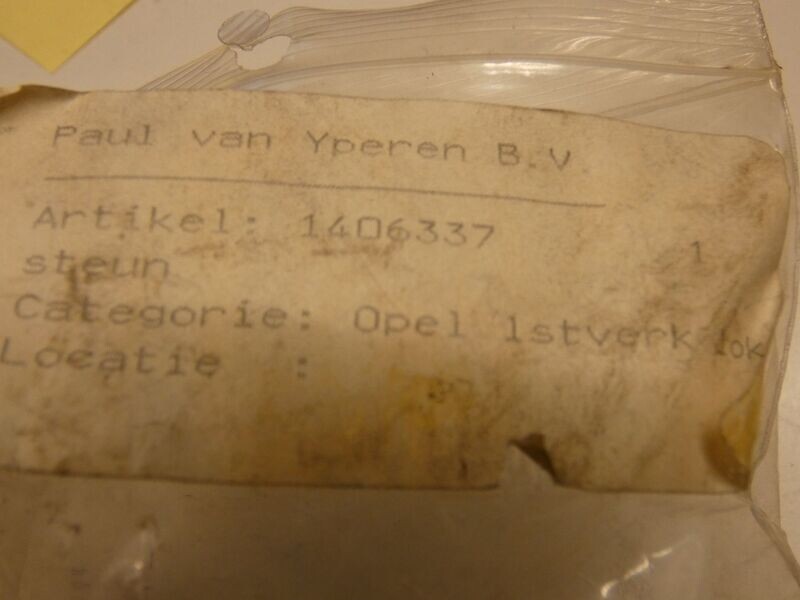 Paul van Yperen B.V
Artikel: 1406337 1
steun
Categorie: Opel 1stverk lok
Locatie :